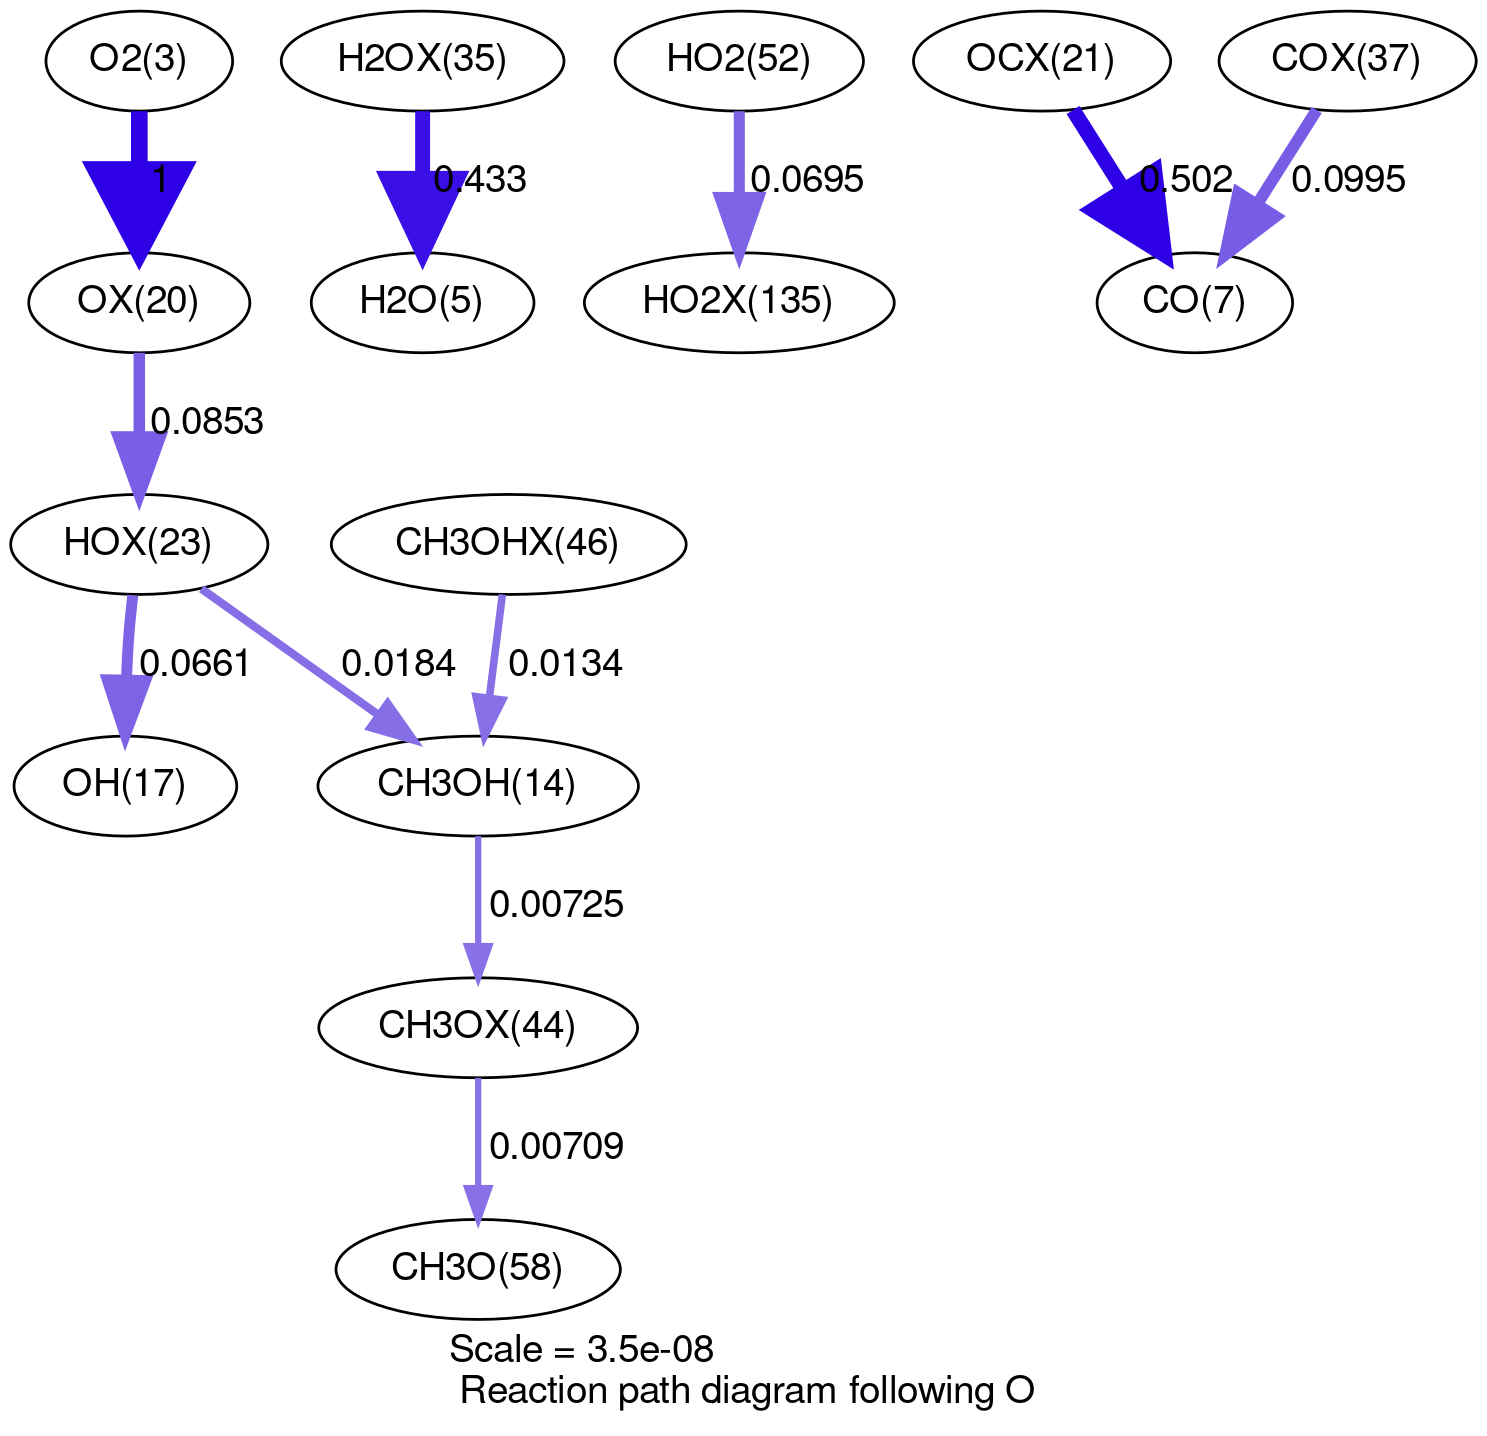 O2(3)
H2OX(35)
HO2(52)
OCX(21)
COX(37)
1
0.433
0.0695
0.502
0.0995
OX(20)
H2O(5)
HO2X(135)
CO(7)
0.0853
HOX(23)
CH3OHX(46)
0.0661
0.0184
0.0134
OH(17)
CH3OH(14)
0.00725
CH3OX(44)
0.00709
CH3O(58)
Scale = 3.5e-08
Reaction path diagram following O